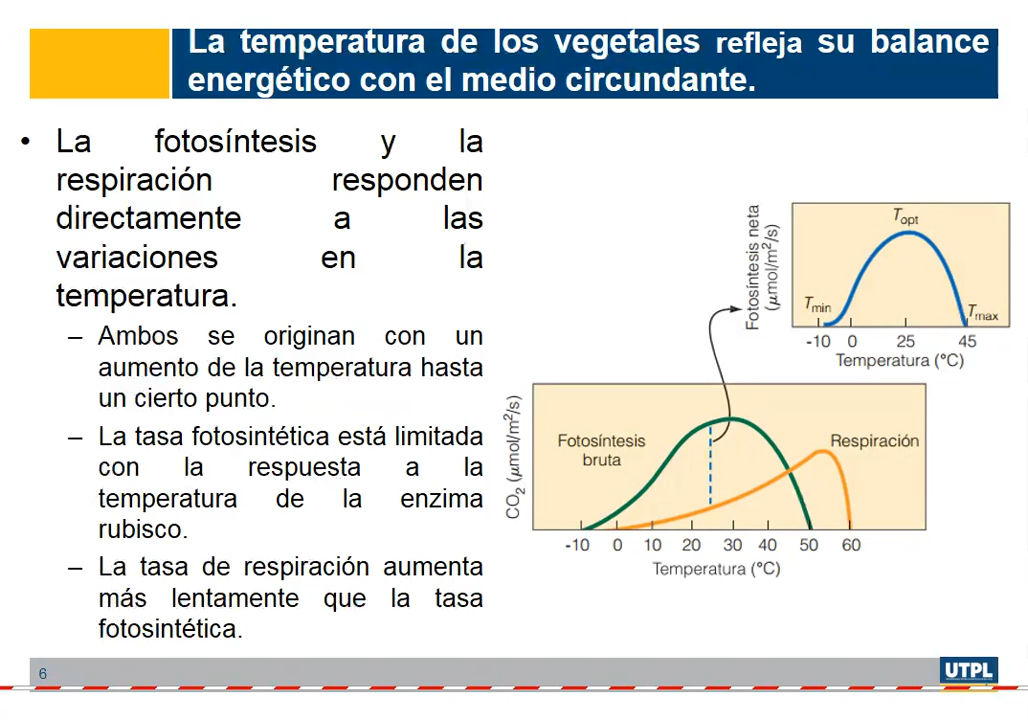 La temperatura de los vegetales refleja su balance
energético con el medio circundante.
• La fotosíntesis y la
respiración responden
directamente a las
variaciones en la
temperatura.
– Ambos se originan con un
aumento de la temperatura hasta
un cierto punto.
– La tasa fotosintética está limitada
con la respuesta a la
temperatura de la enzima
rubisco.
– La tasa de respiración aumenta
más lentamente que la tasa
fotosintética.
Fotosíntesis neta
(μmol/m²/s)
Topt
Tmin
Tmax
-10 0 25 45
Temperatura (°C)
CO₂ (μmol/m²/s)
Fotosíntesis
bruta
Respiración
-10 0 10 20 30 40 50 60
Temperatura (°C)
6
UTPL